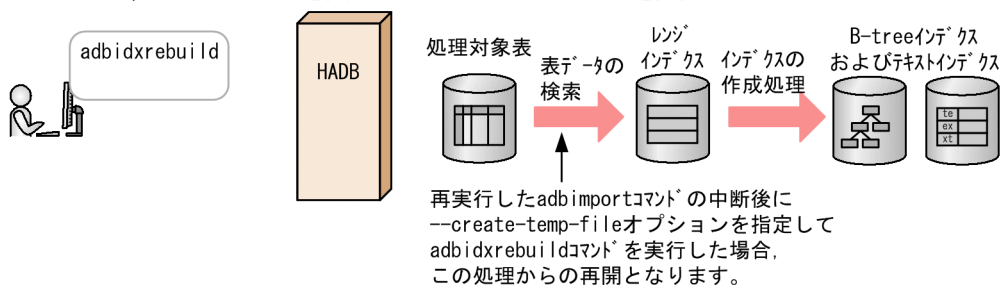 adbidxrebuild
HADB
処理対象表
表ﾃﾞｰﾀの
検索
ﾚﾝｼﾞ
ｲﾝﾃﾞｸｽ
ｲﾝﾃﾞｸｽの
作成処理
B-treeｲﾝﾃﾞｸｽ
およびﾃｷｽﾄｲﾝﾃﾞｸｽ
te
ex
xt
再実行したadbimportｺﾏﾝﾄﾞの中断後に
--create-temp-fileオプションを指定して
adbidxrebuildｺﾏﾝﾄﾞを実行した場合,
この処理からの再開となります。